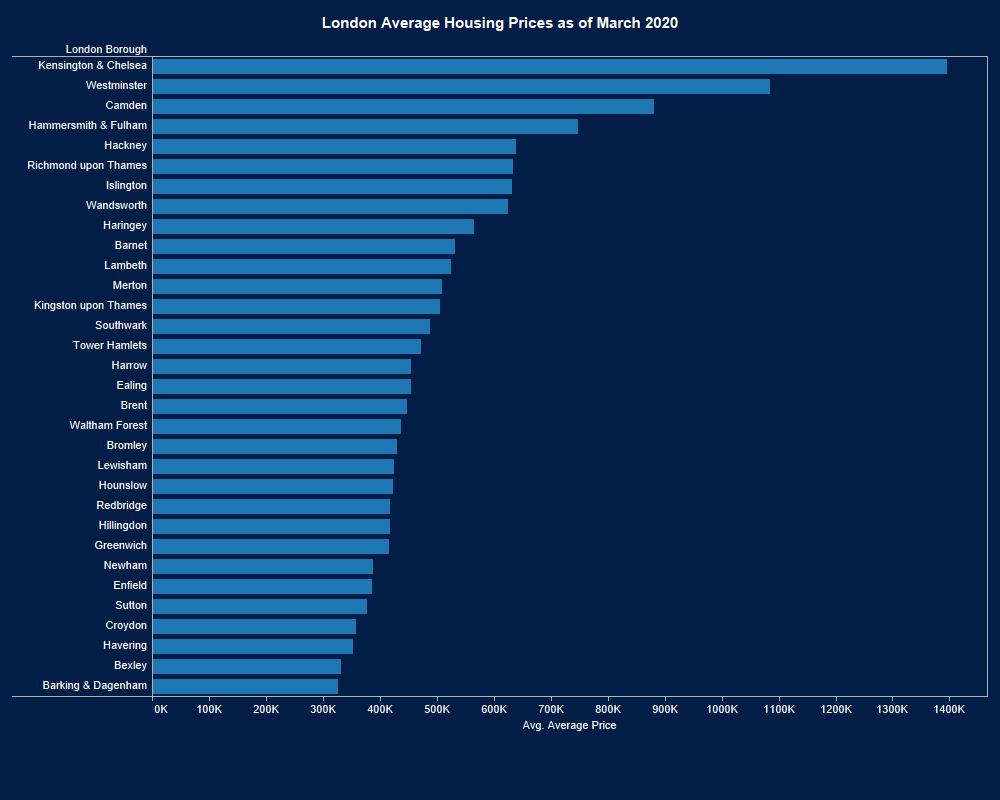 London Average Housing Prices as of March 2020
London Borough
Kensington & Chelsea
Westminster
Camden
Hammersmith & Fulham
Hackney
Richmond upon Thames
Islington
Wandsworth
Haringey
Barnet
Lambeth
Merton
Kingston upon Thames
Southwark
Tower Hamlets
Harrow
Ealing
Brent
Waltham Forest
Bromley
Lewisham
Hounslow
Redbridge
Hillingdon
Greenwich
Newham
Enfield
Sutton
Croydon
Havering
Bexley
Barking & Dagenham
0K 100K 200K 300K 400K 500K 600K 700K 800K 900K 1000K 1100K 1200K 1300K 1400K
Avg. Average Price